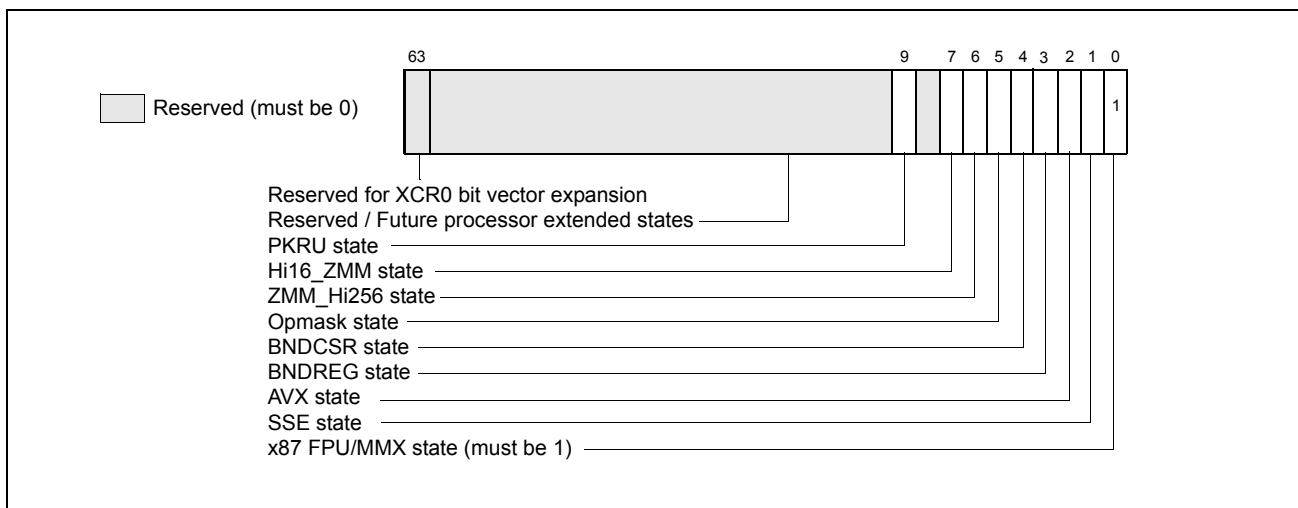 63 9 7 6 5 4 3 2 1 0
Reserved (must be 0)
1
Reserved for XCR0 bit vector expansion
Reserved / Future processor extended states
PKRU state
Hi16_ZMM state
ZMM_Hi256 state
Opmask state
BNDCSR state
BNDREG state
AVX state
SSE state
x87 FPU/MMX state (must be 1)